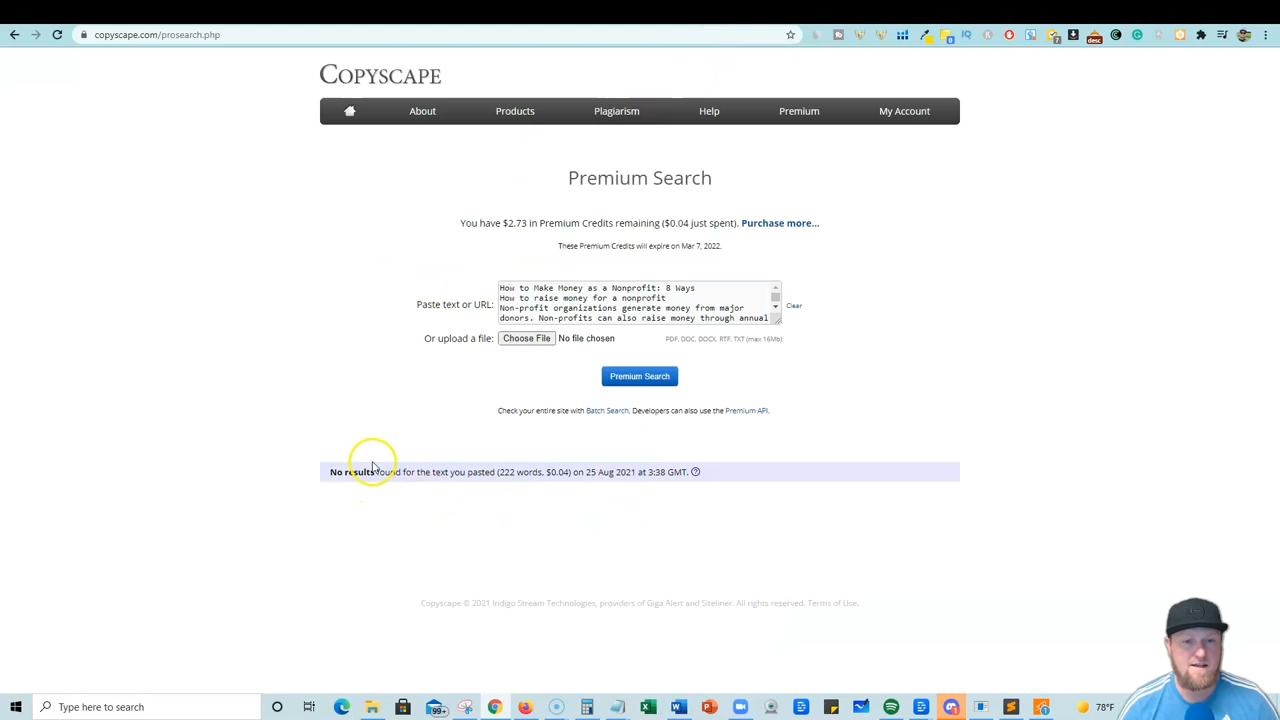 copyscape.com/prosearch.php
desc
COPYSCAPE
About Products Plagiarism Help Premium My Account
Premium Search
You have $2.73 in Premium Credits remaining ($0.04 just spent). Purchase more...
These Premium Credits will expire on Mar 7, 2022.
Paste text or URL:
How to Make Money as a Nonprofit: 8 Ways
How to raise money for a nonprofit
Non-profit organizations generate money from major
donors. Non-profits can also raise money through annual
Clear
Or upload a file: Choose File No file chosen PDF, DOC, DOCX, RTF, TXT (max 16Mb)
Premium Search
Check your entire site with Batch Search. Developers can also use the Premium API.
No results found for the text you pasted (222 words, $0.04) on 25 Aug 2021 at 3:38 GMT.
Copyscape © 2021 Indigo Stream Technologies, providers of Giga Alert and Siteliner. All rights reserved. Terms of Use.
Type here to search
99+
78°F